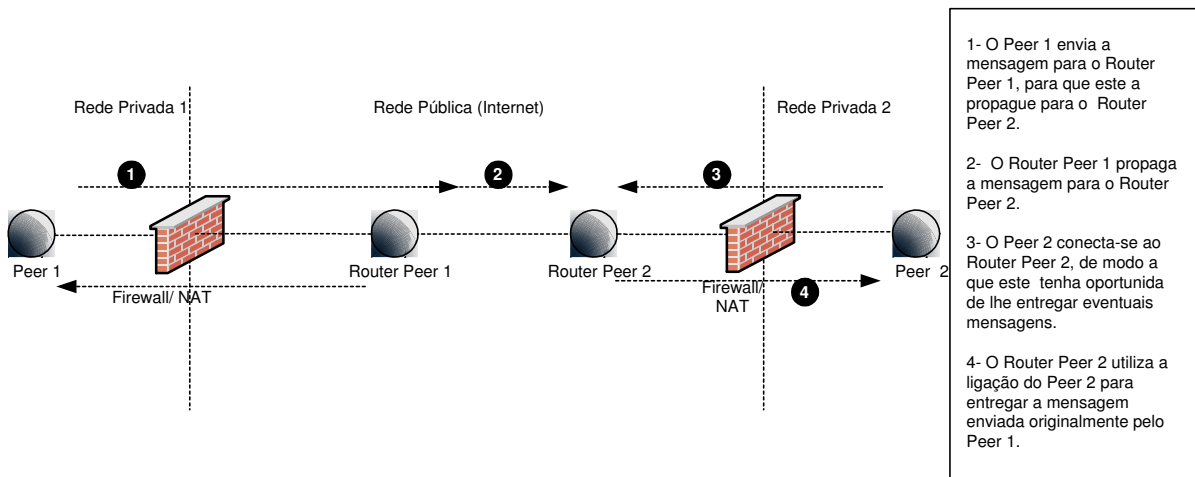 Rede Privada 1
Rede Pública (Internet)
Rede Privada 2
1
2
3
Peer 1
Firewall/ NAT
Router Peer 1
Router Peer 2
Firewall/
NAT
4
Peer 2
1- O Peer 1 envia a
mensagem para o Router
Peer 1, para que este a
propague para o Router
Peer 2.
2- O Router Peer 1 propaga
a mensagem para o Router
Peer 2.
3- O Peer 2 conecta-se ao
Router Peer 2, de modo a
que este tenha oportunida
de lhe entregar eventuais
mensagens.
4- O Router Peer 2 utiliza a
ligação do Peer 2 para
entregar a mensagem
enviada originalmente pelo
Peer 1.